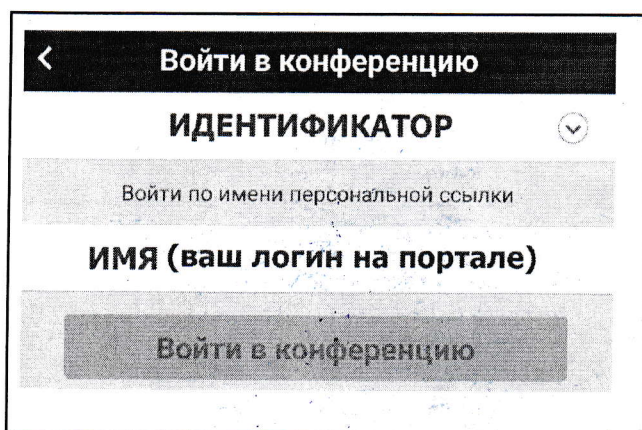 Войти в конференцию
ИДЕНТИФИКАТОР
Войти по имени персональной ссылки
ИМЯ (ваш логин на портале)
Войти в конференцию